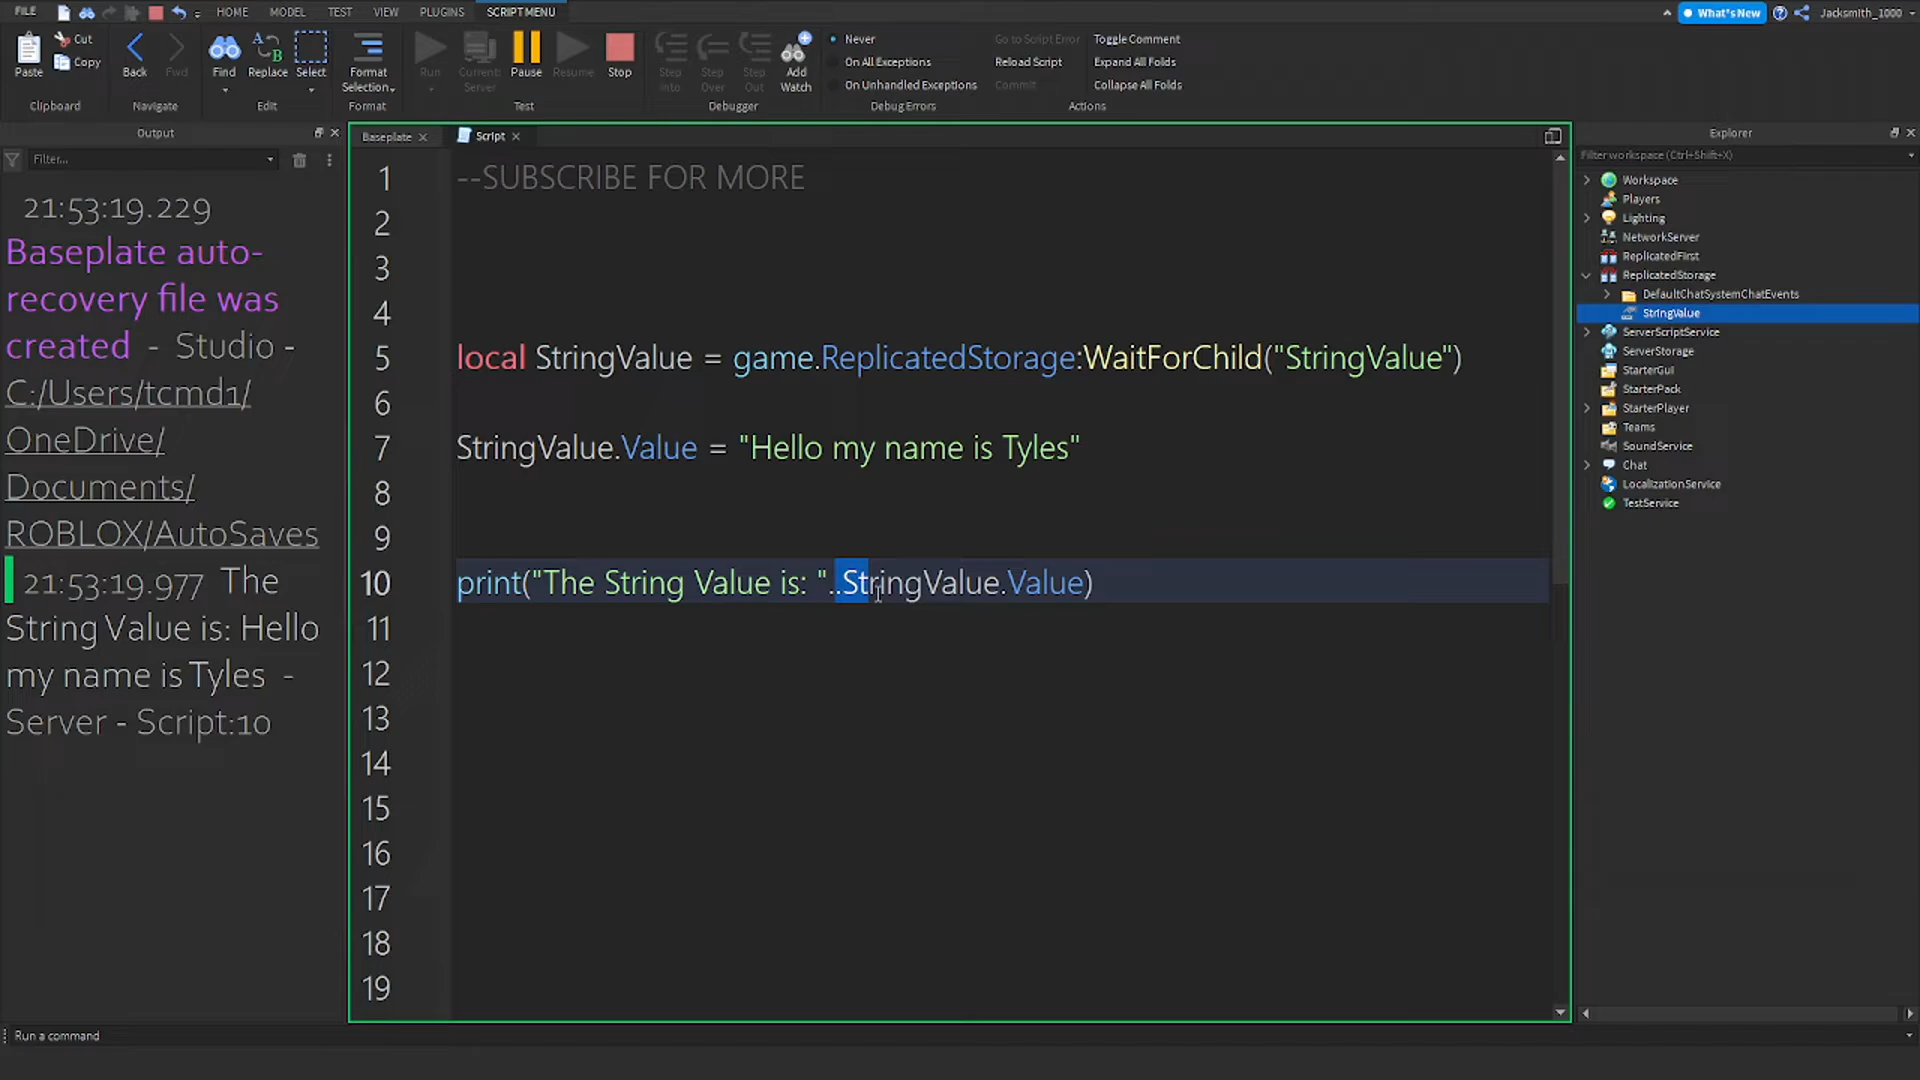 FILE HOME MODEL TEST VIEW PLUGINS SCRIPT MENU What's New Jacksmith_1000
Paste Cut Copy Back Fwd Find Replace Select Format Selection Run Current: Server Pause Resume Stop Step Into Step Over Step Out Add Watch
Never Go to Script Error Toggle Comment
On All Exceptions Reload Script Expand All Folds
On Unhandled Exceptions Commit Collapse All Folds
Clipboard Navigate Edit Format Test Debugger Debug Errors Actions
Output
Filter...
21:53:19.229
Baseplate auto-
recovery file was
created - Studio -
C:/Users/tcmd1/
OneDrive/
Documents/
ROBLOX/AutoSaves
21:53:19.977 The
String Value is: Hello
my name is Tyles -
Server - Script:10
Baseplate Script
1 --SUBSCRIBE FOR MORE
2
3
4
5 local StringValue = game.ReplicatedStorage:WaitForChild("StringValue")
6
7 StringValue.Value = "Hello my name is Tyles"
8
9
10 print("The String Value is: "..StringValue.Value)
11
12
13
14
15
16
17
18
19
Explorer
Filter workspace (Ctrl+Shift+X)
Workspace
Players
Lighting
NetworkServer
ReplicatedFirst
ReplicatedStorage
DefaultChatSystemChatEvents
StringValue
ServerScriptService
ServerStorage
StarterGui
StarterPack
StarterPlayer
Teams
SoundService
Chat
LocalizationService
TestService
Run a command